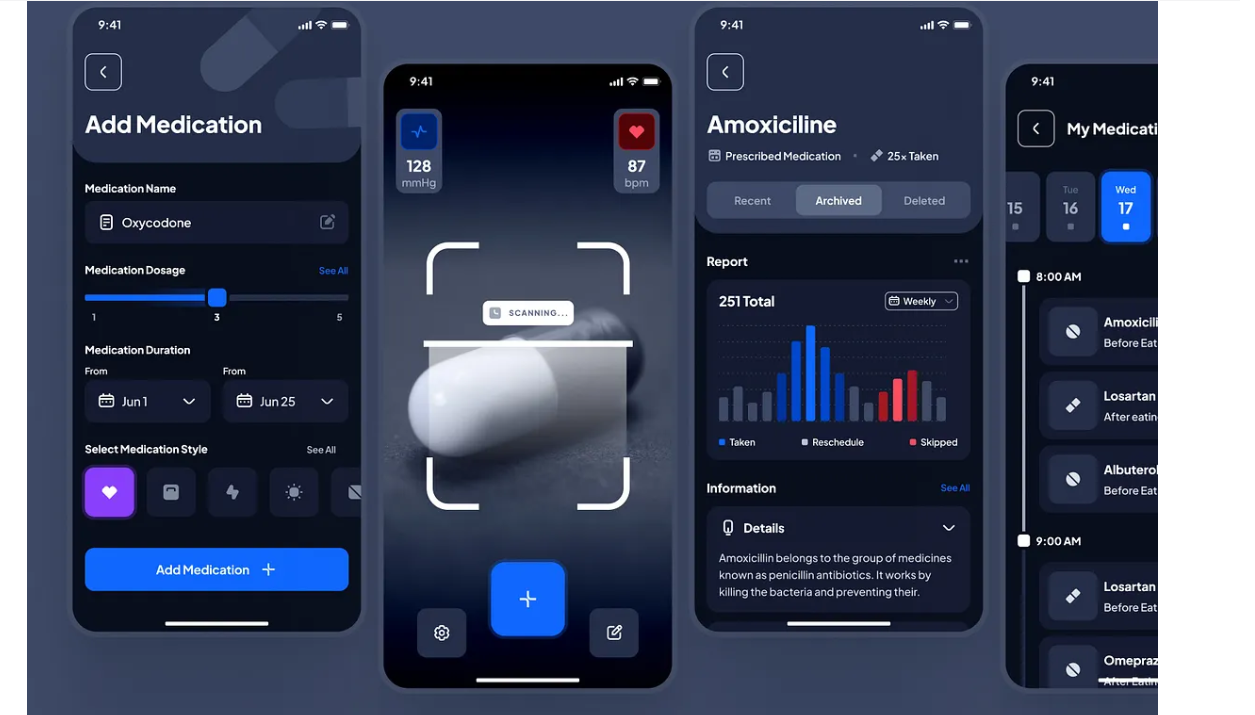 9:41
Add Medication
Medication Name
Oxycodone
Medication Dosage
See All
1
3
5
Medication Duration
From
From
Jun 1
Jun 25
Select Medication Style
See All
Add Medication
9:41
128
mmHg
87
bpm
SCANNING...
9:41
Amoxiciline
Prescribed Medication
25x Taken
Recent
Archived
Deleted
Report
251 Total
Weekly
Taken
Reschedule
Skipped
Information
See All
Details
Amoxicillin belongs to the group of medicines
known as penicillin antibiotics. It works by
killing the bacteria and preventing their.
9:41
My Medicati
15
Tue
16
Wed
17
8:00 AM
Amoxicili
Before Eat
Losartan
After eatin
Albuterol
Before Eat
9:00 AM
Losartan
Before Eat
Omepraz
After Eatin